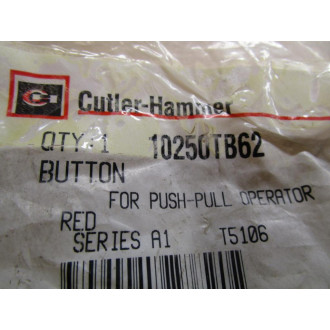 Cutler-Hammer
QTY:1 10250TB62
BUTTON
FOR PUSH-PULL OPERATOR
RED
SERIES A1 T5106